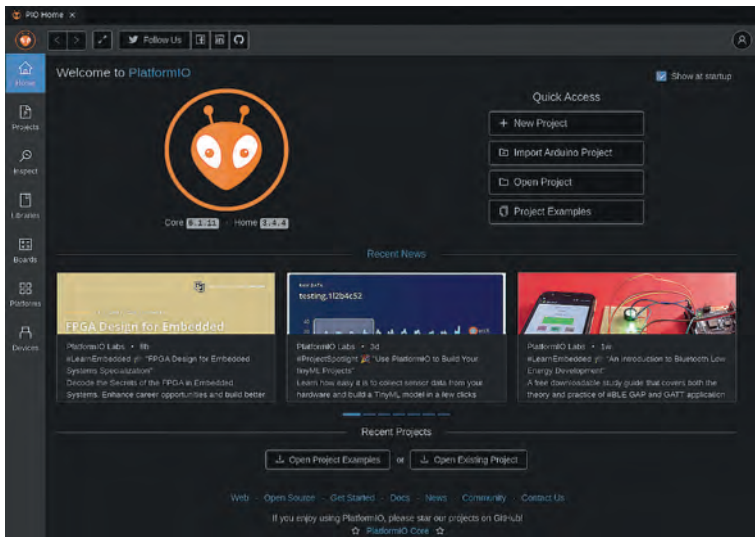 PIO Home
Follow Us
Home
Projects
Inspect
Libraries
Boards
Platforms
Devices
Welcome to PlatformIO
Show at startup
Core 6.1.11 · Home 3.4.4
Quick Access
+ New Project
Import Arduino Project
Open Project
Project Examples
Recent News
FPGA Design for Embedded
PlatformIO Labs • 8h
#LearnEmbedded "FPGA Design for Embedded
Systems Specialization"
Decode the Secrets of the FPGA in Embedded
Systems. Enhance career opportunities and build better
RAW DATA
testing.1l2b4c52
PlatformIO Labs • 3d
#ProjectSpotlight "Use PlatformIO to Build Your
tinyML Projects"
Learn how easy it is to collect sensor data from your
hardware and build a TinyML model in a few clicks
PlatformIO Labs • 1w
#LearnEmbedded "An Introduction to Bluetooth Low
Energy Development"
A free downloadable study guide that covers both the
theory and practice of #BLE GAP and GATT application
Recent Projects
Open Project Examples or Open Existing Project
Web · Open Source · Get Started · Docs · News · Community · Contact Us
If you enjoy using PlatformIO, please star our projects on GitHub!
PlatformIO Core